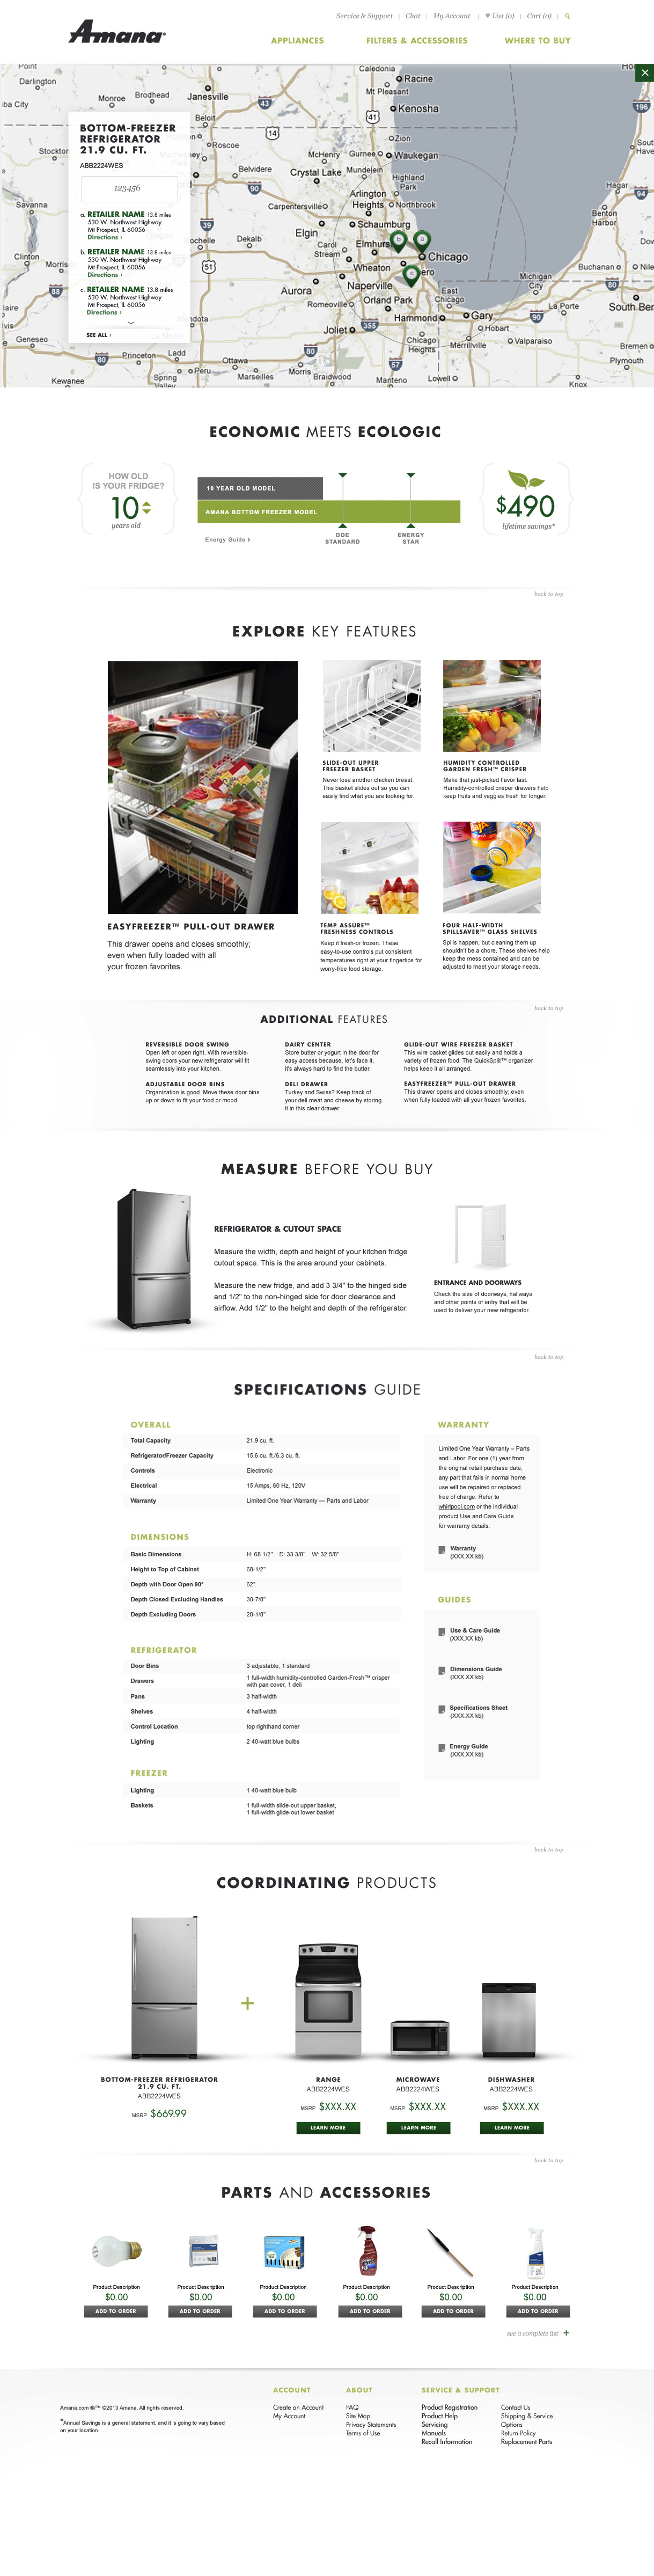 Service & Support | Chat | My Account | ♥ List (0) | Cart (0) |
Amana
APPLIANCES FILTERS & ACCESSORIES WHERE TO BUY
Point
Darlington
Monroe
Brodhead
Janesville
Beloit
Caledonia
Racine
Mt Pleasant
Kenosha
43
41
14
196
BOTTOM-FREEZER
REFRIGERATOR
21.9 CU. FT.
ABB2224WES
123456
a. RETAILER NAME 13.8 miles
530 W. Northwest Highway
Mt Prospect, IL 60056
Directions ›
b. RETAILER NAME 13.8 miles
530 W. Northwest Highway
Mt Prospect, IL 60056
Directions ›
c. RETAILER NAME 13.8 miles
530 W. Northwest Highway
Mt Prospect, IL 60056
Directions ›
SEE ALL ›
Roscoe
Zion
McHenry
Gurnee
Waukegan
Belvidere
Crystal Lake
Mundelein
Highland
Park
90
94
Savanna
Carpentersville
Arlington
Heights
Northbrook
Hagar
Benton
Harbor
39
Elgin
Schaumburg
Dekalb
Carol
Stream
Elmhurst
b
a
Chicago
c
Clinton
51
Wheaton
Buchanan
Niles
88
Aurora
Naperville
Michigan
City
80
Romeoville
Orland Park
East
Chicago
La Porte
South Bend
Hammond
Gary
90
Geneseo
Joliet
355
Hobart
Chicago
Heights
Merrillville
Valparaiso
Bremen
80
Princeton
Ladd
Ottawa
80
57
Plymouth
Peru
Morris
Kewanee
Spring
Valley
Marseilles
Braidwood
Manteno
Lowell
Knox
ECONOMIC MEETS ECOLOGIC
HOW OLD
IS YOUR FRIDGE?
10
years old
10 YEAR OLD MODEL
AMANA BOTTOM FREEZER MODEL
Energy Guide ›
DOE
STANDARD
ENERGY
STAR
$490
lifetime savings*
back to top
EXPLORE KEY FEATURES
SLIDE-OUT UPPER
FREEZER BASKET
Never lose another chicken breast.
This basket slides out so you can
easily find what you are looking for.
HUMIDITY CONTROLLED
GARDEN FRESH™ CRISPER
Make that just-picked flavor last.
Humidity-controlled crisper drawers help
keep fruits and veggies fresh for longer.
EASYFREEZER™ PULL-OUT DRAWER
This drawer opens and closes smoothly;
even when fully loaded with all
your frozen favorites.
TEMP ASSURE™
FRESHNESS CONTROLS
Keep it fresh-or frozen. These
easy-to-use controls put consistent
temperatures right at your fingertips for
worry-free food storage.
FOUR HALF-WIDTH
SPILLSAVER™ GLASS SHELVES
Spills happen, but cleaning them up
shouldn't be a chore. These shelves help
keep the mess contained and can be
adjusted to meet your storage needs.
back to top
ADDITIONAL FEATURES
REVERSIBLE DOOR SWING
Open left or open right. With reversible-
swing doors your new refrigerator will fit
seamlessly into your kitchen.
ADJUSTABLE DOOR BINS
Organization is good. Move these door bins
up or down to fit your food or mood.
DAIRY CENTER
Store butter or yogurt in the door for
easy access because, let's face it,
it's always hard to find the butter.
DELI DRAWER
Turkey and Swiss? Keep track of
your deli meat and cheese by storing
it in this clear drawer.
GLIDE-OUT WIRE FREEZER BASKET
This wire basket glides out easily and holds a
variety of frozen food. The QuickSplit™ organizer
helps keep it all arranged.
EASYFREEZER™ PULL-OUT DRAWER
This drawer opens and closes smoothly; even
when fully loaded with all your frozen favorites.
MEASURE BEFORE YOU BUY
REFRIGERATOR & CUTOUT SPACE
Measure the width, depth and height of your kitchen fridge
cutout space. This is the area around your cabinets.
Measure the new fridge, and add 3 3/4" to the hinged side
and 1/2" to the non-hinged side for door clearance and
airflow. Add 1/2" to the height and depth of the refrigerator.
ENTRANCE AND DOORWAYS
Check the size of doorways, hallways
and other points of entry that will be
used to deliver your new refrigerator.
back to top
SPECIFICATIONS GUIDE
OVERALL
Total Capacity 21.9 cu. ft.
Refrigerator/Freezer Capacity 15.6 cu. ft./6.3 cu. ft.
Controls Electronic
Electrical 15 Amps, 60 Hz, 120V
Warranty Limited One Year Warranty — Parts and Labor
DIMENSIONS
Basic Dimensions H: 68 1/2" D: 33 3/8" W: 32 5/8"
Height to Top of Cabinet 68-1/2"
Depth with Door Open 90° 62"
Depth Closed Excluding Handles 30-7/8"
Depth Excluding Doors 28-1/8"
REFRIGERATOR
Door Bins 3 adjustable, 1 standard
Drawers 1 full-width humidity-controlled Garden-Fresh™ crisper
with pan cover, 1 deli
Pans 3 half-width
Shelves 4 half-width
Control Location top righthand corner
Lighting 2 40-watt blue bulbs
FREEZER
Lighting 1 40-watt blue bulb
Baskets 1 full-width slide-out upper basket,
1 full-width glide-out lower basket
WARRANTY
Limited One Year Warranty – Parts
and Labor. For one (1) year from
the original retail purchase date,
any part that fails in normal home
use will be repaired or replaced
free of charge. Refer to
whirlpool.com or the individual
product Use and Care Guide
for warranty details.
Warranty
(XXX.XX kb)
GUIDES
Use & Care Guide
(XXX.XX kb)
Dimensions Guide
(XXX.XX kb)
Specifications Sheet
(XXX.XX kb)
Energy Guide
(XXX.XX kb)
back to top
COORDINATING PRODUCTS
+
BOTTOM-FREEZER REFRIGERATOR
21.9 CU. FT.
ABB2224WES
MSRP $669.99
RANGE
ABB2224WES
MSRP $XXX.XX
LEARN MORE
MICROWAVE
ABB2224WES
MSRP $XXX.XX
LEARN MORE
DISHWASHER
ABB2224WES
MSRP $XXX.XX
LEARN MORE
back to top
PARTS AND ACCESSORIES
Product Description Product Description Product Description Product Description Product Description Product Description
$0.00 $0.00 $0.00 $0.00 $0.00 $0.00
ADD TO ORDER ADD TO ORDER ADD TO ORDER ADD TO ORDER ADD TO ORDER ADD TO ORDER
see a complete list +
Amana.com ®/™ ©2013 Amana. All rights reserved.
*Annual Savings is a general statement, and it is going to vary based
on your location.
ACCOUNT
Create an Account
My Account
ABOUT
FAQ
Site Map
Privacy Statements
Terms of Use
SERVICE & SUPPORT
Product Registration
Product Help
Servicing
Manuals
Recall Information
Contact Us
Shipping & Service
Options
Return Policy
Replacement Parts